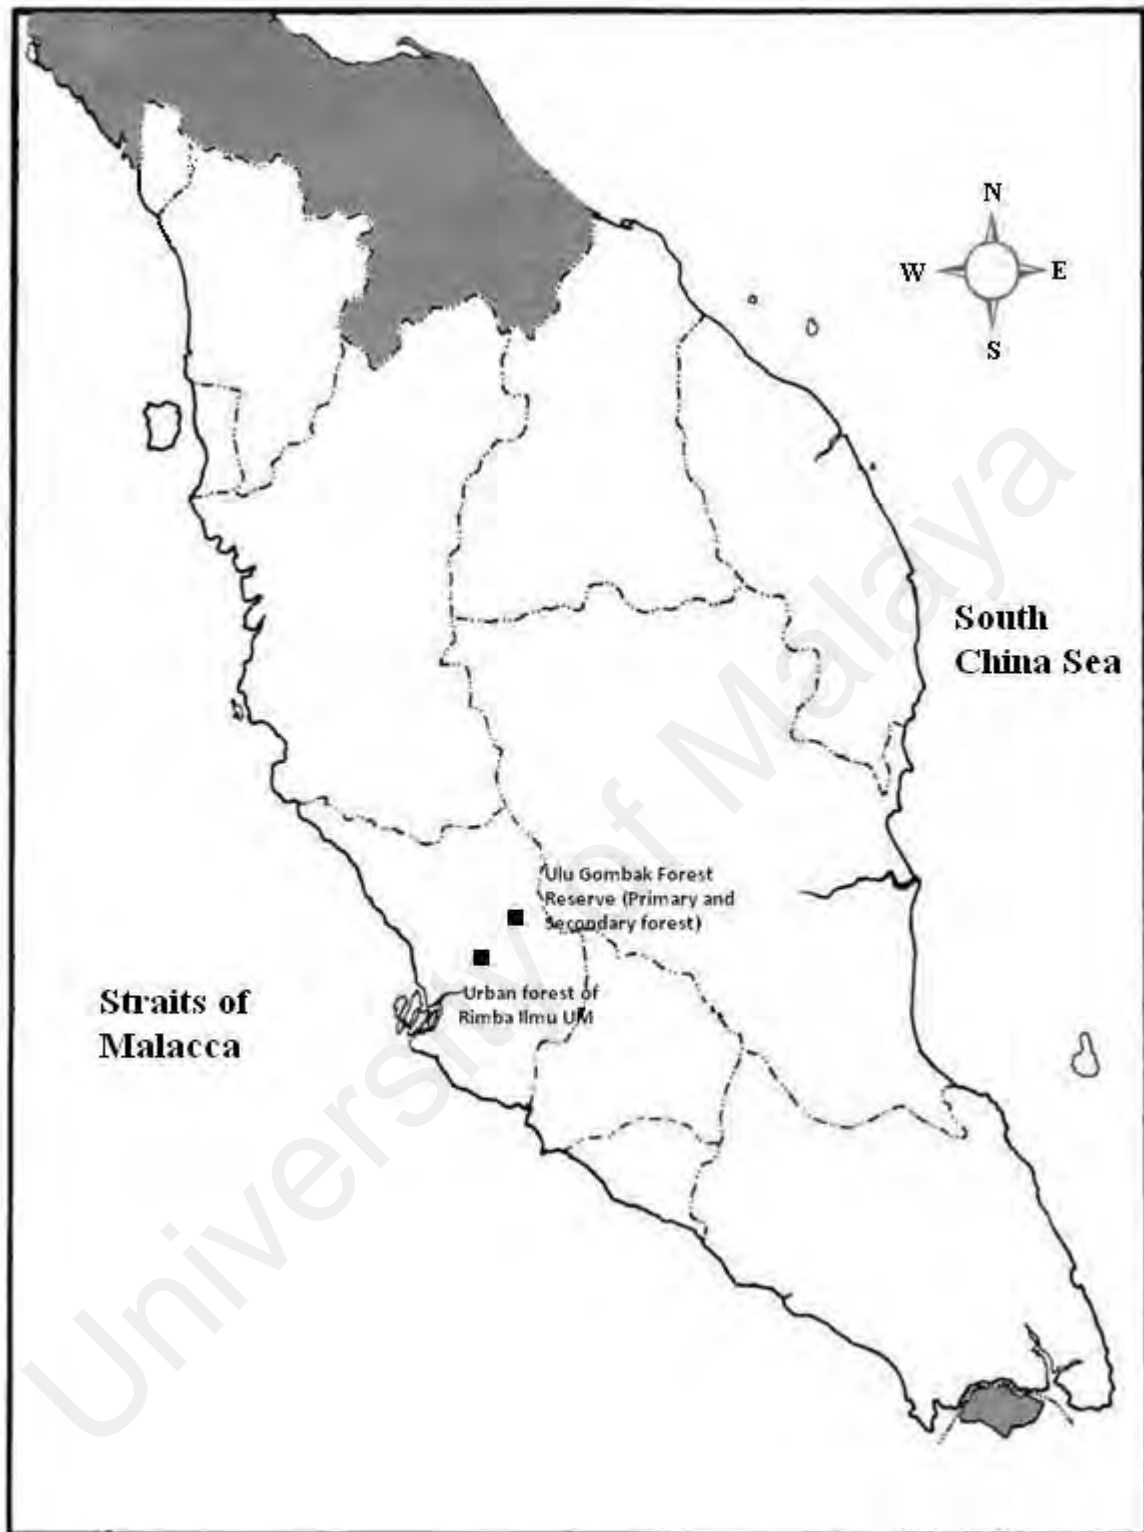 N
W E
S
South
China Sea
Ulu Gombak Forest
Reserve (Primary and
Secondary forest)
Urban forest of
Rimba Ilmu UM
Straits of
Malacca
University of Malaya